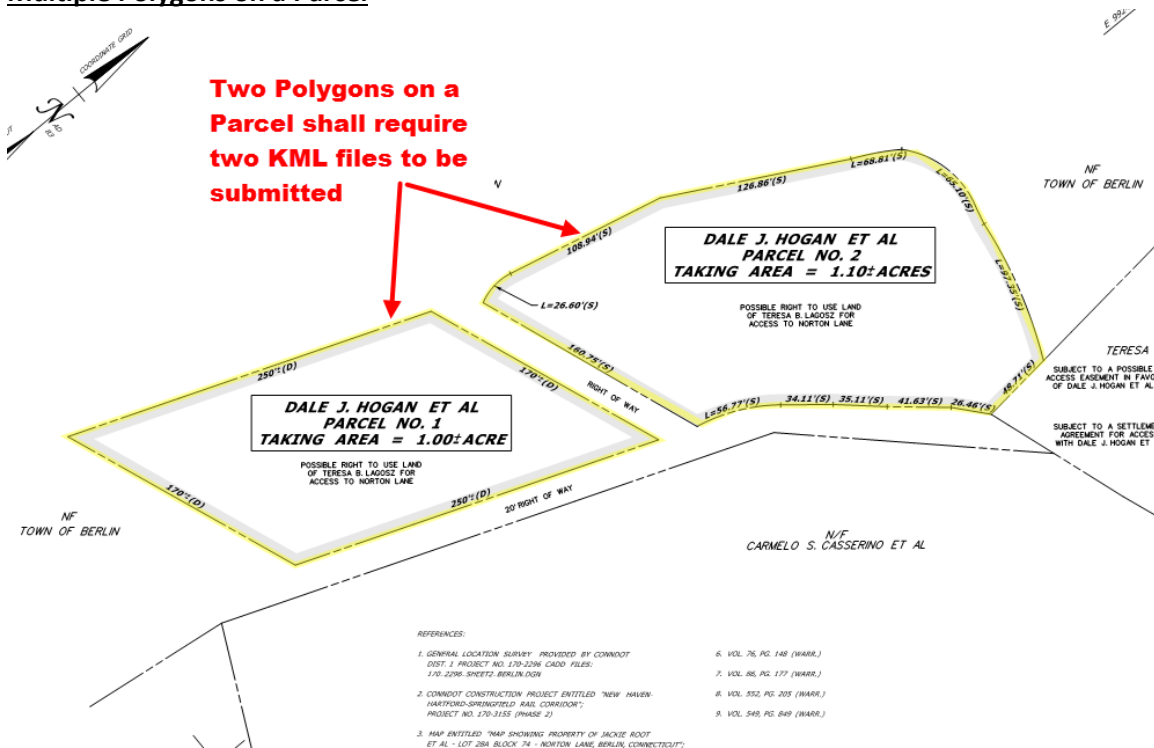 Multiple Polygons on a Parcel
COORDINATE GRID
N
AD
83
Two Polygons on a
Parcel shall require
two KML files to be
submitted
108.94'(S)
126.86'(S)
L=68.81'(S)
L=65.10'(S)
L=97.35'(S)
NF
TOWN OF BERLIN
DALE J. HOGAN ET AL
PARCEL NO. 2
TAKING AREA = 1.10± ACRES
L=26.60'(S)
POSSIBLE RIGHT TO USE LAND
OF TERESA B. LAGOSZ FOR
ACCESS TO NORTON LANE
160.75'(S)
RIGHT OF WAY
L=56.77'(S)
34.11'(S)
35.11'(S)
41.63'(S)
26.46'(S)
48.71'(S)
TERESA
SUBJECT TO A POSSIBLE
ACCESS EASEMENT IN FAVO
OF DALE J. HOGAN ET AL
SUBJECT TO A SETTLEME
AGREEMENT FOR ACCES
WITH DALE J. HOGAN ET
250'±(D)
170'±(D)
DALE J. HOGAN ET AL
PARCEL NO. 1
TAKING AREA = 1.00± ACRE
POSSIBLE RIGHT TO USE LAND
OF TERESA B. LAGOSZ FOR
ACCESS TO NORTON LANE
170'±(D)
250'±(D)
20' RIGHT OF WAY
NF
TOWN OF BERLIN
N/F
CARMELO S. CASSERINO ET AL
REFERENCES:
1. GENERAL LOCATION SURVEY PROVIDED BY CONNDOT
DIST. 1 PROJECT NO. 170-2296 CADD FILES:
170_2296_SHEET2_BERLIN.DGN
2. CONNDOT CONSTRUCTION PROJECT ENTITLED "NEW HAVEN-
HARTFORD-SPRINGFIELD RAIL CORRIDOR";
PROJECT NO. 170-3155 (PHASE 2)
3. MAP ENTITLED "MAP SHOWING PROPERTY OF JACKIE ROOT
ET AL - LOT 28A BLOCK 74 - NORTON LANE, BERLIN, CONNECTICUT";
6. VOL. 76, PG. 148 (WARR.)
7. VOL. 86, PG. 177 (WARR.)
8. VOL. 552, PG. 205 (WARR.)
9. VOL. 549, PG. 849 (WARR.)